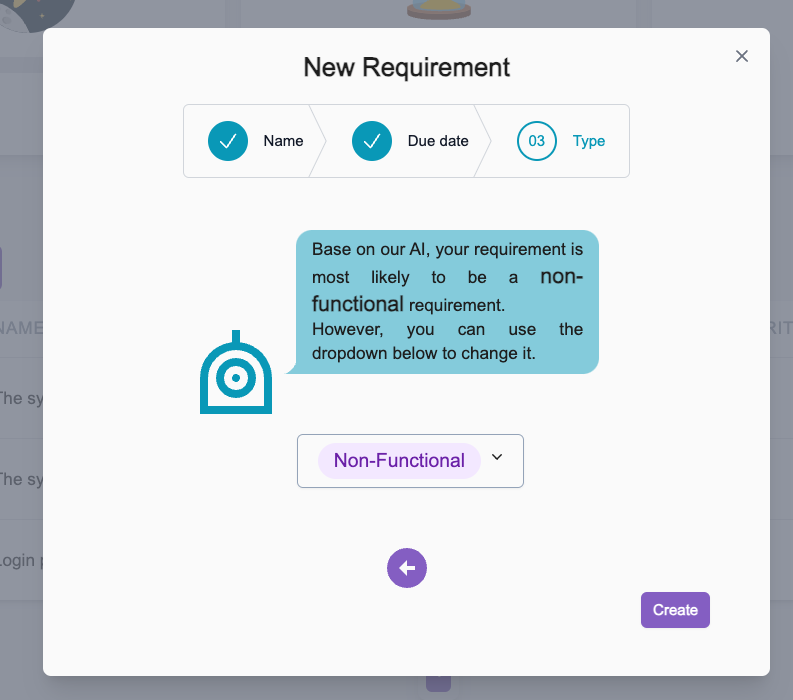 New Requirement
Name
Due date
03
Type
Base on our AI, your requirement is
most likely to be a non-
functional requirement.
However, you can use the
dropdown below to change it.
Non-Functional
Create
NAME
RIT
The sy
The sy
Login p